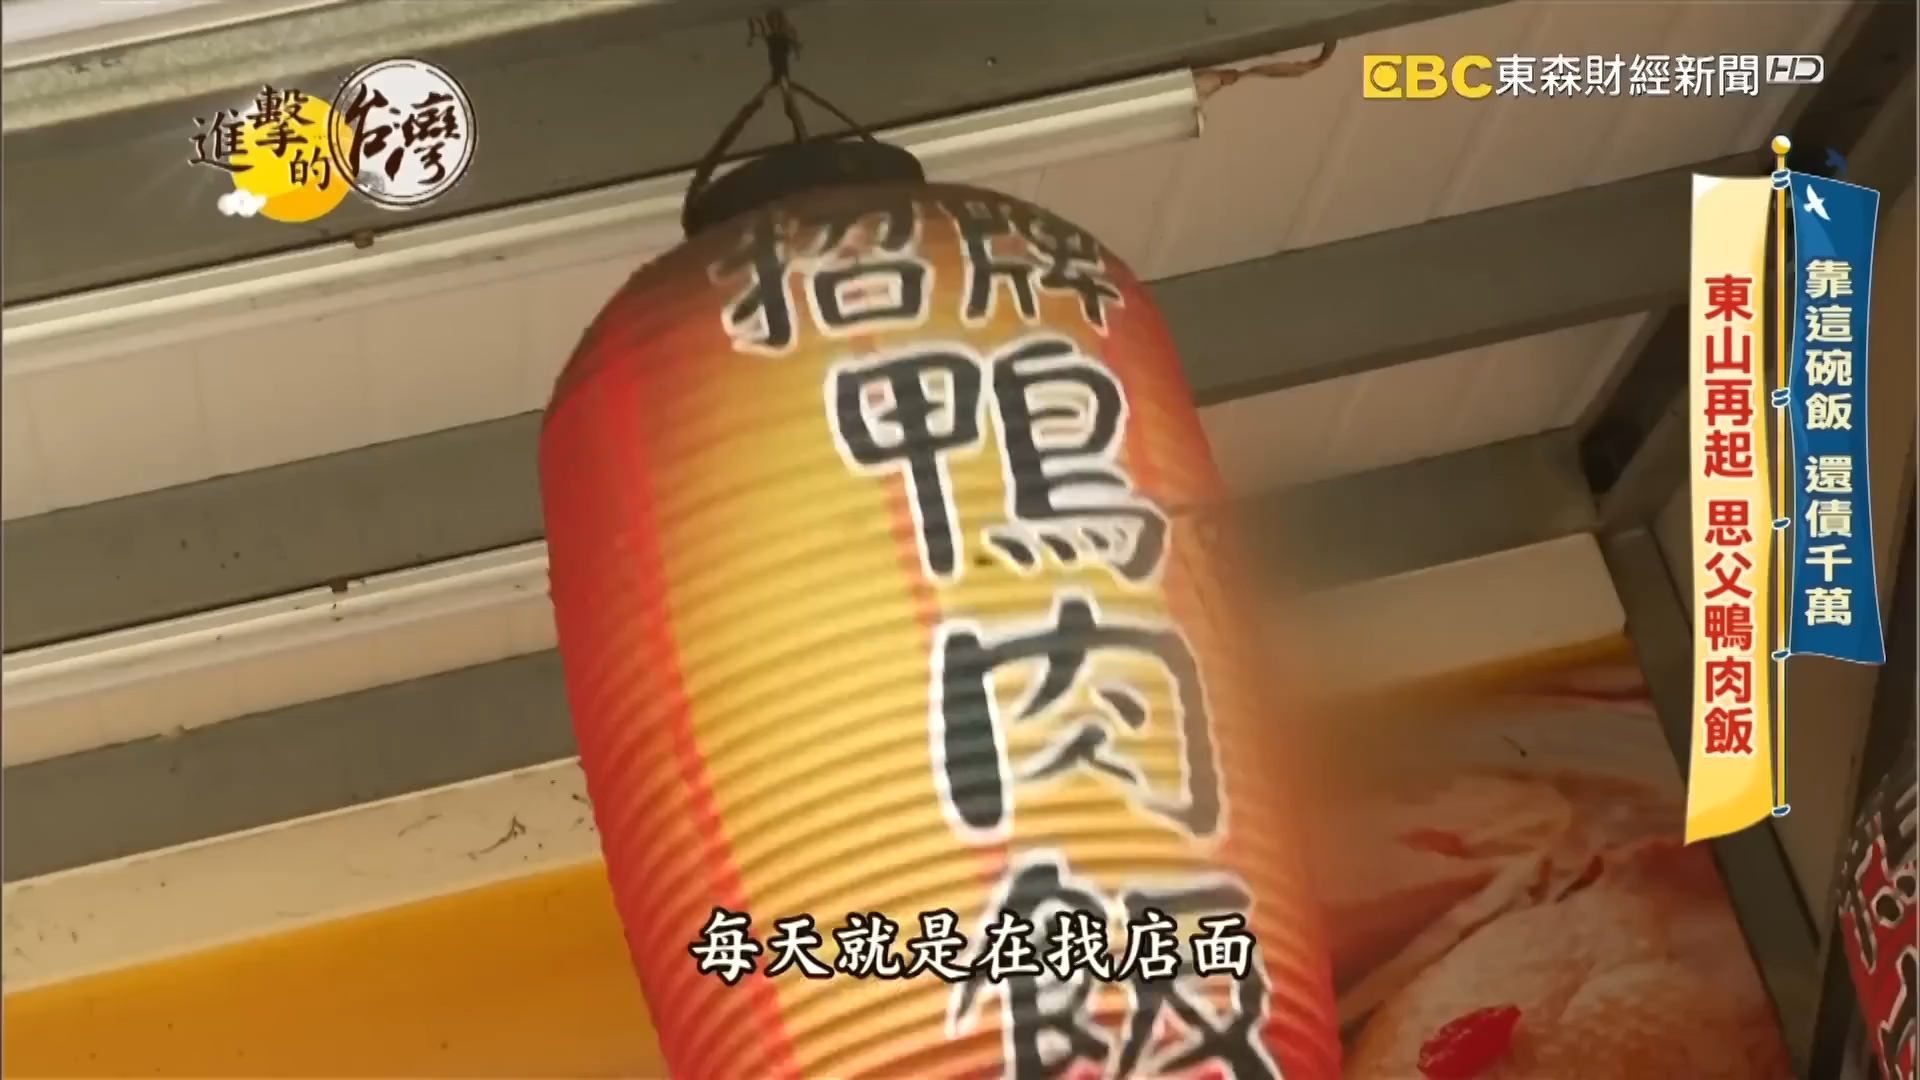 進擊的台灣
EBC東森財經新聞HD
靠這碗飯 還債千萬
東山再起 思父鴨肉飯
招牌
鴨肉飯
每天就是在找店面